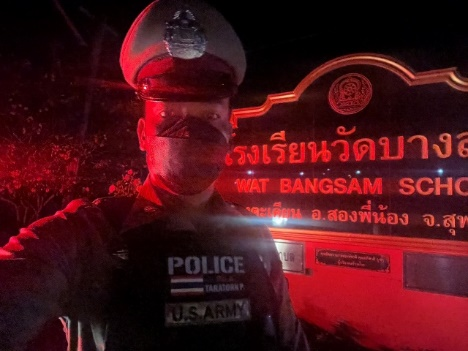 โรงเรียนวัดบางส
WAT BANGSAM SCHO
อ.สองพี่น้อง จ.สุพ
POLICE
U.S. ARMY